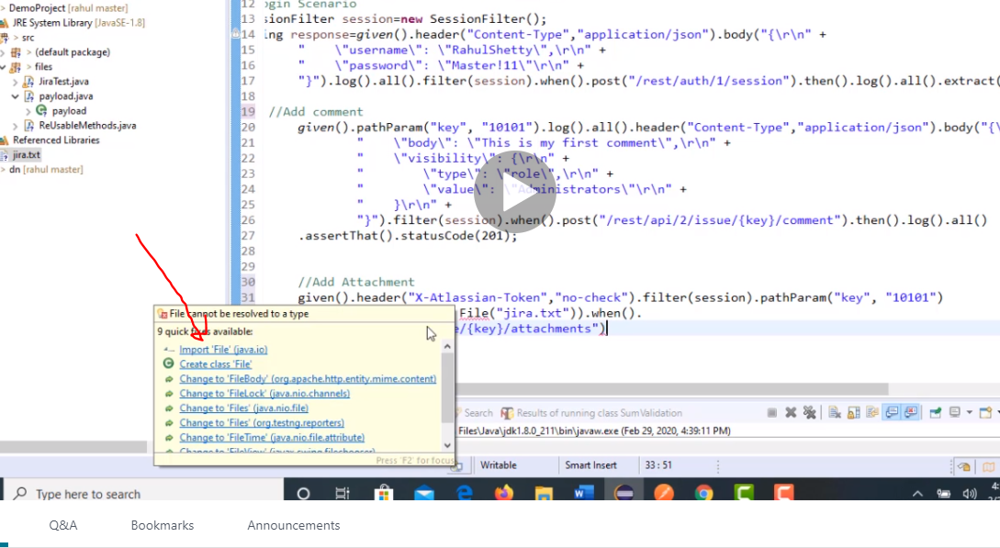 DemoProject [rahul master]
JRE System Library [JavaSE-1.8]
> src
> (default package)
> files
JiraTest.java
payload.java
payload
ReUsableMethods.java
Referenced Libraries
jira.txt
dn [rahul master]
12 ogin Scenario
13 sionFilter session=new SessionFilter();
14 ing response=given().header("Content-Type","application/json").body("{\r\n" +
15 "    \"username\": \"RahulShetty\",\r\n" +
16 "    \"password\": \"Master!11\"\r\n" +
17 "}").log().all().filter(session).when().post("/rest/auth/1/session").then().log().all().extract(
18
19 //Add comment
20 given().pathParam("key", "10101").log().all().header("Content-Type","application/json").body("{
21 "    \"body\": \"This is my first comment\",\r\n" +
22 "    \"visibility\": {\r\n" +
23 "        \"type\": \"role\",\r\n" +
24 "        \"value\": \"Administrators\"\r\n" +
25 "    }\r\n" +
26 "}").filter(session).when().post("/rest/api/2/issue/{key}/comment").then().log().all()
27 .assertThat().statusCode(201);
28
29
30 //Add Attachment
31 given().header("X-Atlassian-Token","no-check").filter(session).pathParam("key", "10101")
File("jira.txt")).when().
e/{key}/attachments")
File cannot be resolved to a type
9 quick fixes available:
Import 'File' (java.io)
Create class 'File'
Change to 'FileBody' (org.apache.http.entity.mime.content)
Change to 'FileLock' (java.nio.channels)
Change to 'Files' (java.nio.file)
Change to 'Files' (org.testng.reporters)
Change to 'FileTime' (java.nio.file.attribute)
Change to 'FileView' (javax.swing.filechooser)
Press 'F2' for focus
Search Results of running class SumValidation
Files\Java\jdk1.8.0_211\bin\javaw.exe (Feb 29, 2020, 4:39:11 PM)
Writable Smart Insert 33 : 51
Type here to search
Q&A Bookmarks Announcements